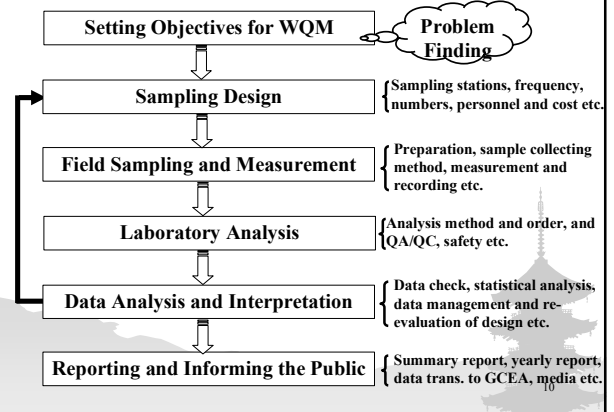 Setting Objectives for WQM
Problem
Finding
Sampling Design
Sampling stations, frequency,
numbers, personnel and cost etc.
Field Sampling and Measurement
Preparation, sample collecting
method, measurement and
recording etc.
Laboratory Analysis
Analysis method and order, and
QA/QC, safety etc.
Data Analysis and Interpretation
Data check, statistical analysis,
data management and re-
evaluation of design etc.
Reporting and Informing the Public
Summary report, yearly report,
data trans. to GCEA, media etc.
10